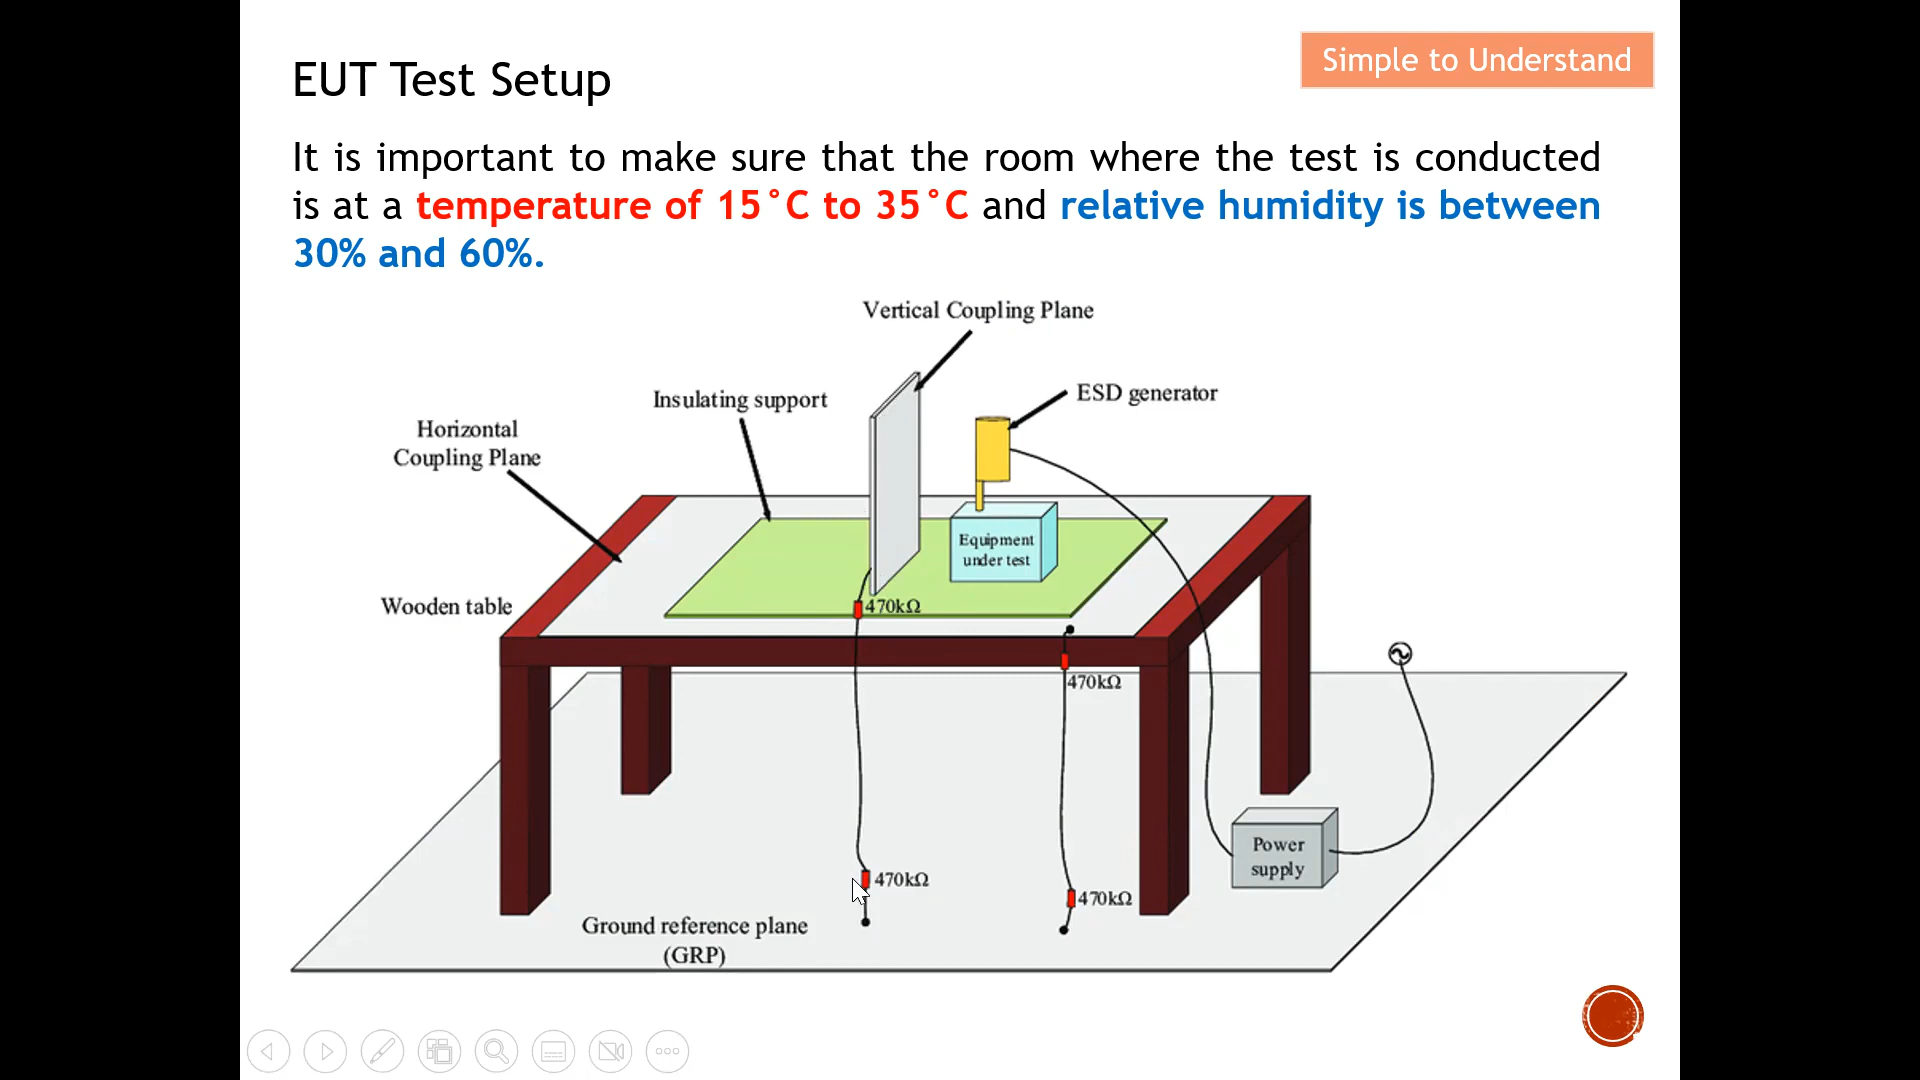 Simple to Understand
EUT Test Setup
It is important to make sure that the room where the test is conducted
is at a temperature of 15°C to 35°C and relative humidity is between
30% and 60%.
Vertical Coupling Plane
ESD generator
Insulating support
Horizontal
Coupling Plane
Equipment
under test
Wooden table
470kΩ
470kΩ
Power
supply
470kΩ
470kΩ
Ground reference plane
(GRP)